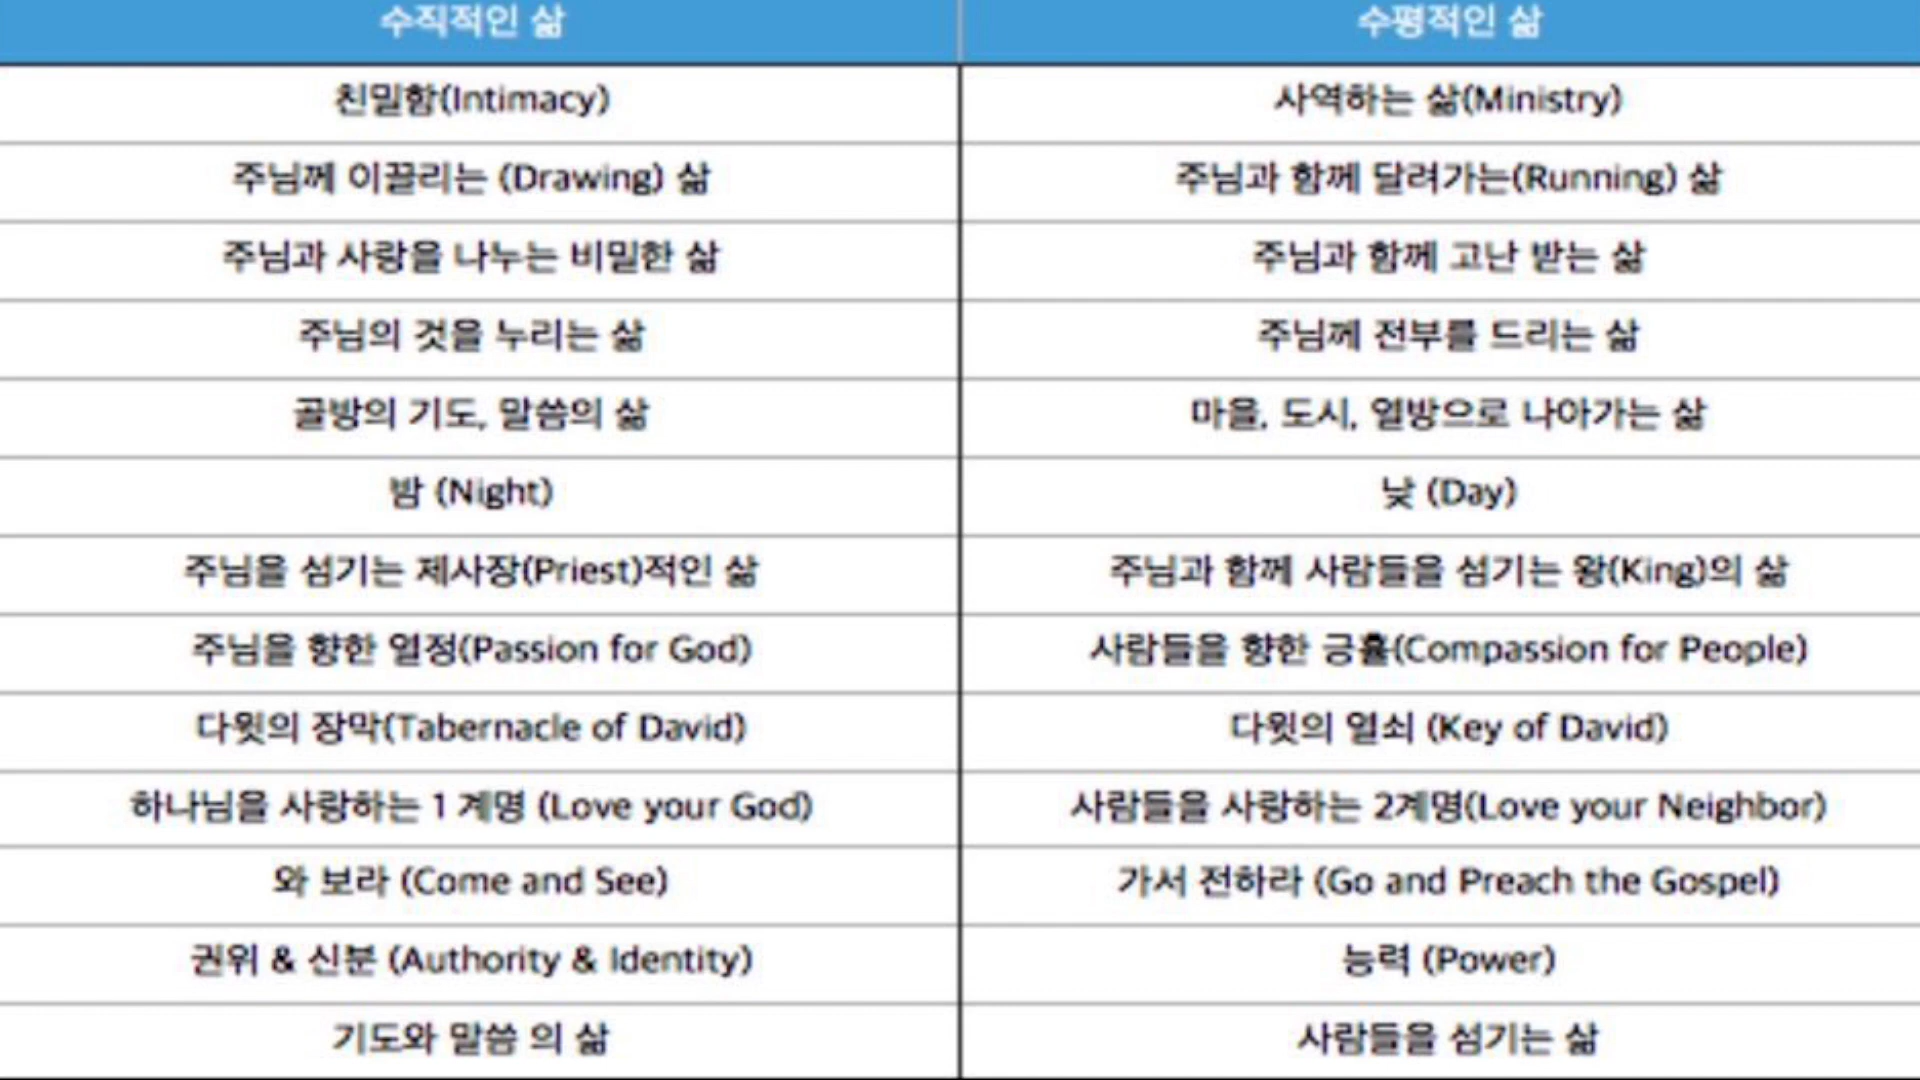 수직적인 삶 수평적인 삶
친밀함(Intimacy) 사역하는 삶(Ministry)
주님께 이끌리는 (Drawing) 삶 주님과 함께 달려가는(Running) 삶
주님과 사랑을 나누는 비밀한 삶 주님과 함께 고난 받는 삶
주님의 것을 누리는 삶 주님께 전부를 드리는 삶
골방의 기도, 말씀의 삶 마을, 도시, 열방으로 나아가는 삶
밤 (Night) 낮 (Day)
주님을 섬기는 제사장(Priest)적인 삶 주님과 함께 사람들을 섬기는 왕(King)의 삶
주님을 향한 열정(Passion for God) 사람들을 향한 긍휼(Compassion for People)
다윗의 장막(Tabernacle of David) 다윗의 열쇠 (Key of David)
하나님을 사랑하는 1 계명 (Love your God) 사람들을 사랑하는 2계명(Love your Neighbor)
와 보라 (Come and See) 가서 전하라 (Go and Preach the Gospel)
권위 & 신분 (Authority & Identity) 능력 (Power)
기도와 말씀 의 삶 사람들을 섬기는 삶